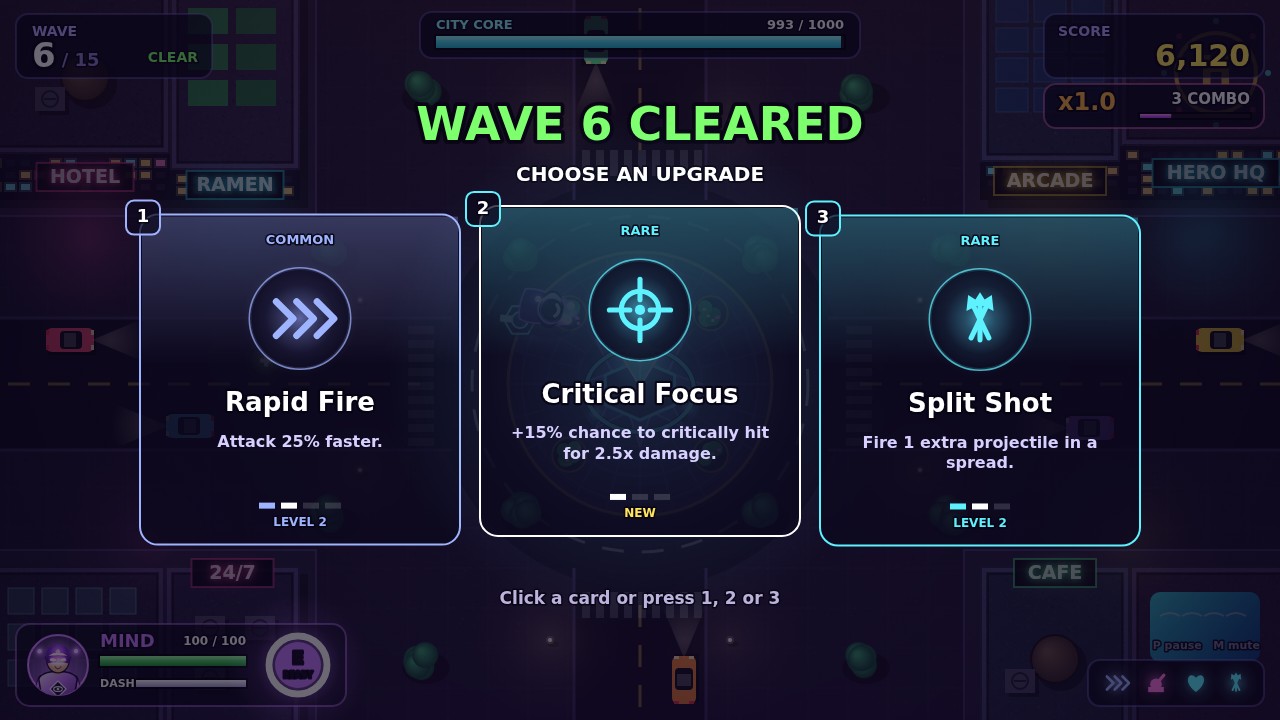 WAVE
6 / 15
CLEAR
CITY CORE
993 / 1000
SCORE
6,120
x1.0
3 COMBO
WAVE 6 CLEARED
CHOOSE AN UPGRADE
HOTEL
RAMEN
ARCADE
HERO HQ
1
COMMON
Rapid Fire
Attack 25% faster.
LEVEL 2
2
RARE
Critical Focus
+15% chance to critically hit
for 2.5x damage.
NEW
3
RARE
Split Shot
Fire 1 extra projectile in a
spread.
LEVEL 2
24/7
CAFE
Click a card or press 1, 2 or 3
MIND
100 / 100
DASH
P pause
M mute